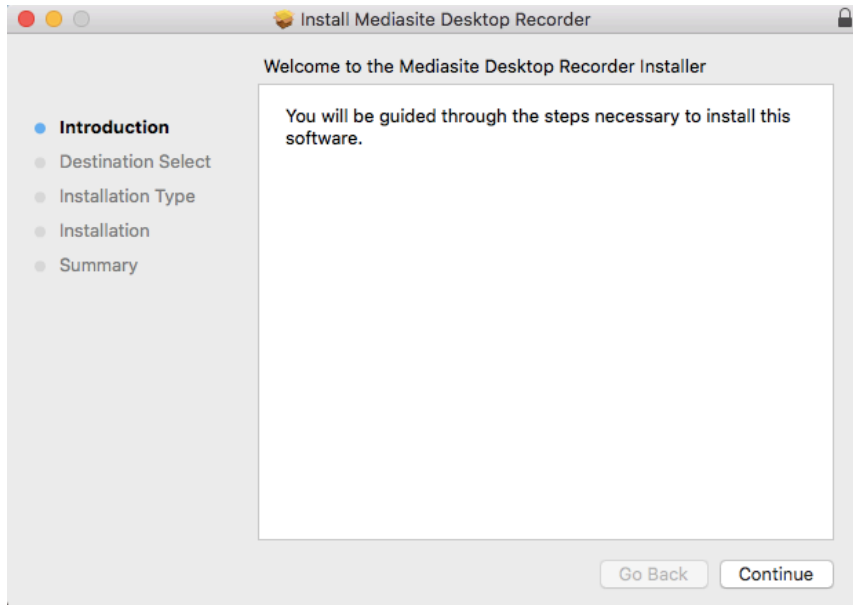 Install Mediasite Desktop Recorder
Welcome to the Mediasite Desktop Recorder Installer
Introduction
Destination Select
Installation Type
Installation
Summary
You will be guided through the steps necessary to install this
software.
Go Back
Continue